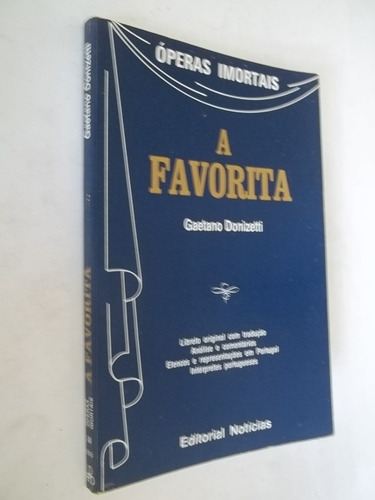 ÓPERAS IMORTAIS
A
FAVORITA
Gaetano Donizetti
Libreto original com tradução
Análise e comentários
Elencos e representações em Portugal
Intérpretes portugueses
Editorial Notícias
Gaetano Donizetti
A FAVORITA